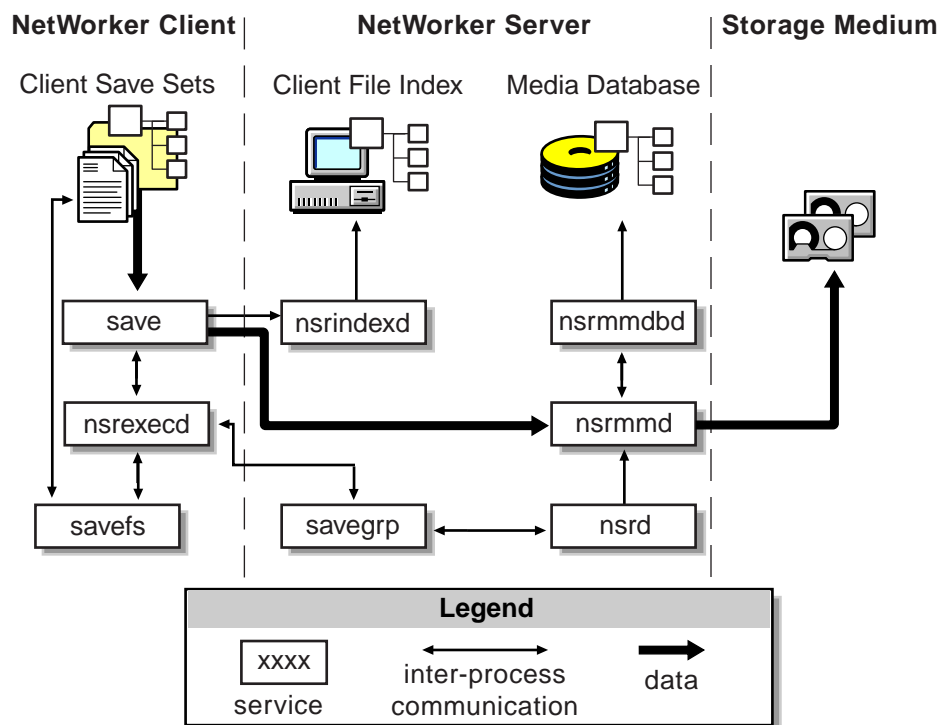 NetWorker Client
NetWorker Server
Storage Medium
Client Save Sets
Client File Index
Media Database
save
nsrindexd
nsrmmdbd
nsrexecd
nsrmmd
savefs
savegrp
nsrd
Legend
xxxx
service
inter-process
communication
data